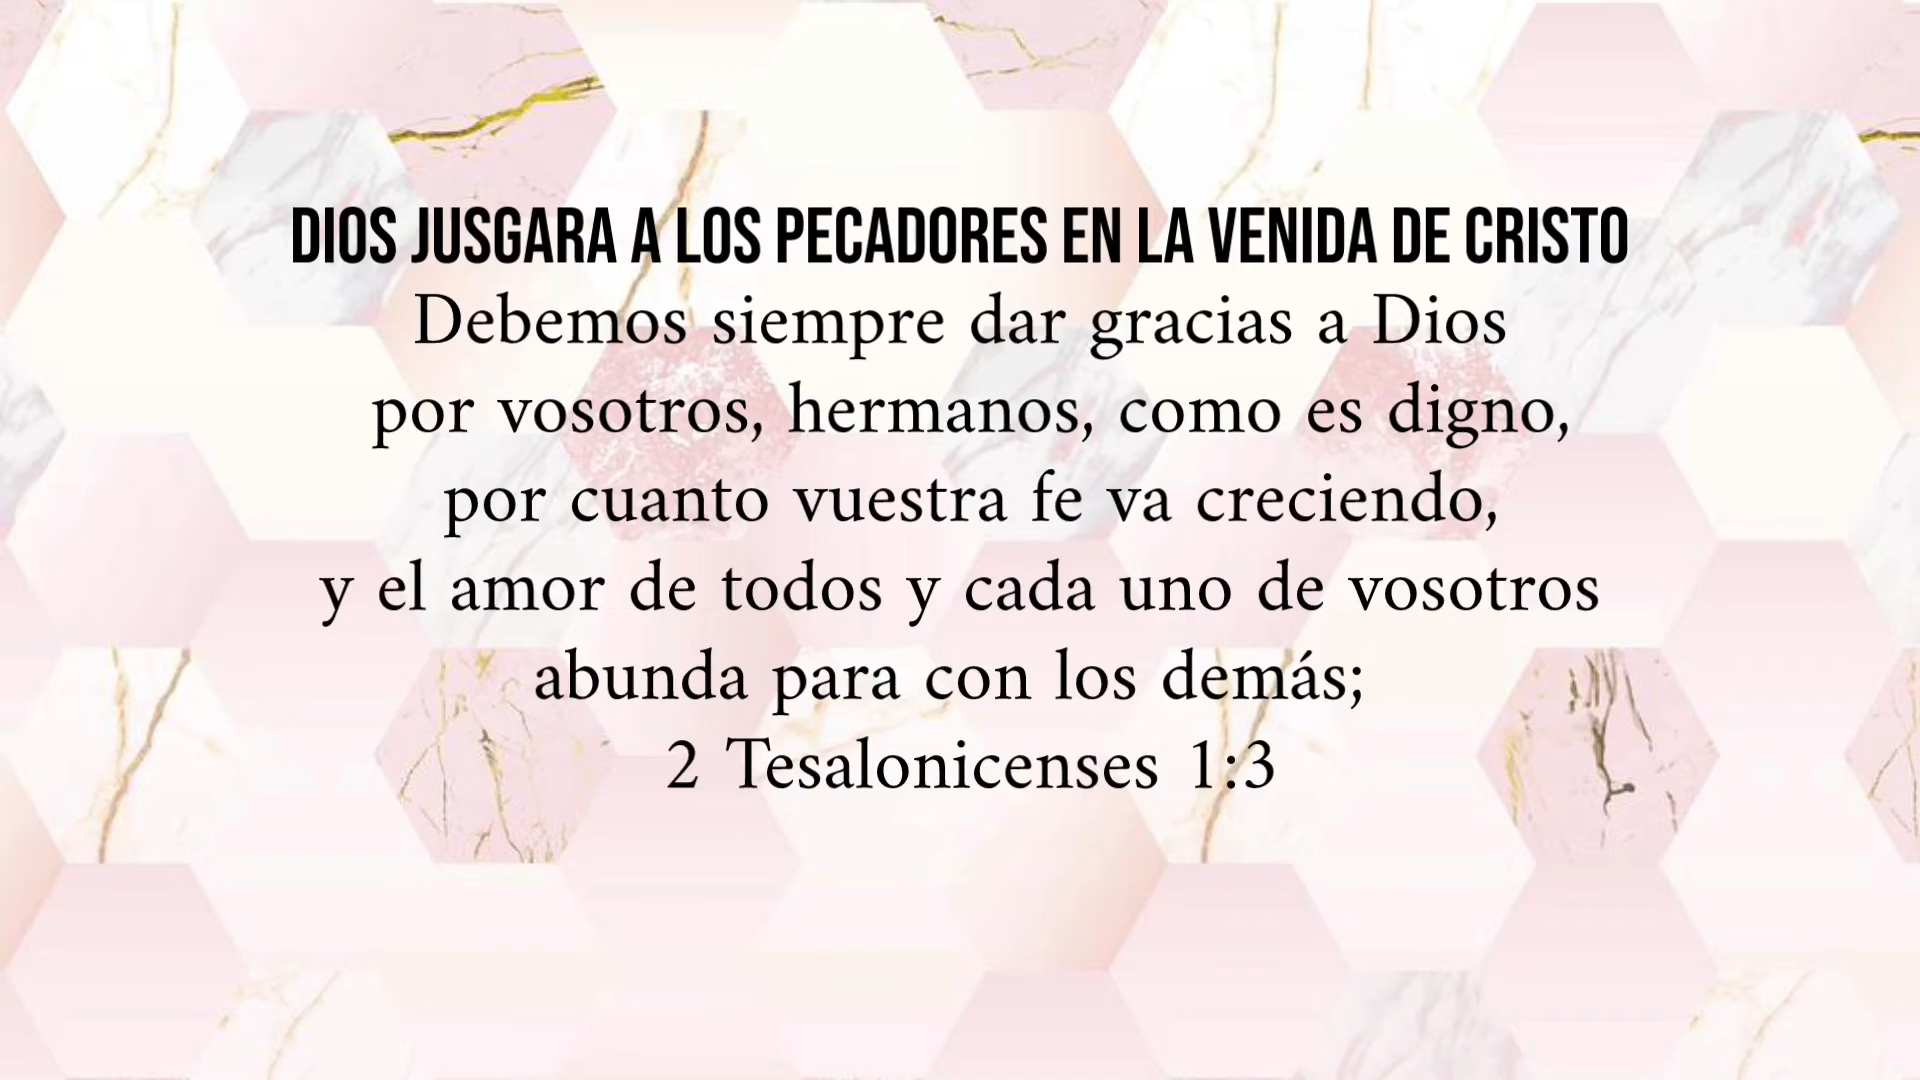 DIOS JUSGARA A LOS PECADORES EN LA VENIDA DE CRISTO
Debemos siempre dar gracias a Dios
por vosotros, hermanos, como es digno,
por cuanto vuestra fe va creciendo,
y el amor de todos y cada uno de vosotros
abunda para con los demás;
2 Tesalonicenses 1:3